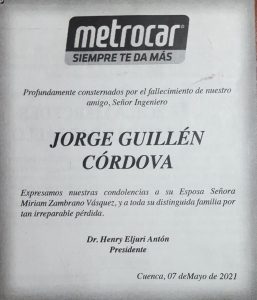 metrocar
SIEMPRE TE DA MÁS
Profundamente consternados por el fallecimiento de nuestro
amigo, Señor Ingeniero
JORGE GUILLÉN
CÓRDOVA
Expresamos nuestras condolencias a su Esposa Señora
Miriam Zambrano Vásquez, y a toda su distinguida familia por
tan irreparable pérdida.
Dr. Henry Eljuri Antón
Presidente
Cuenca, 07 deMayo de 2021